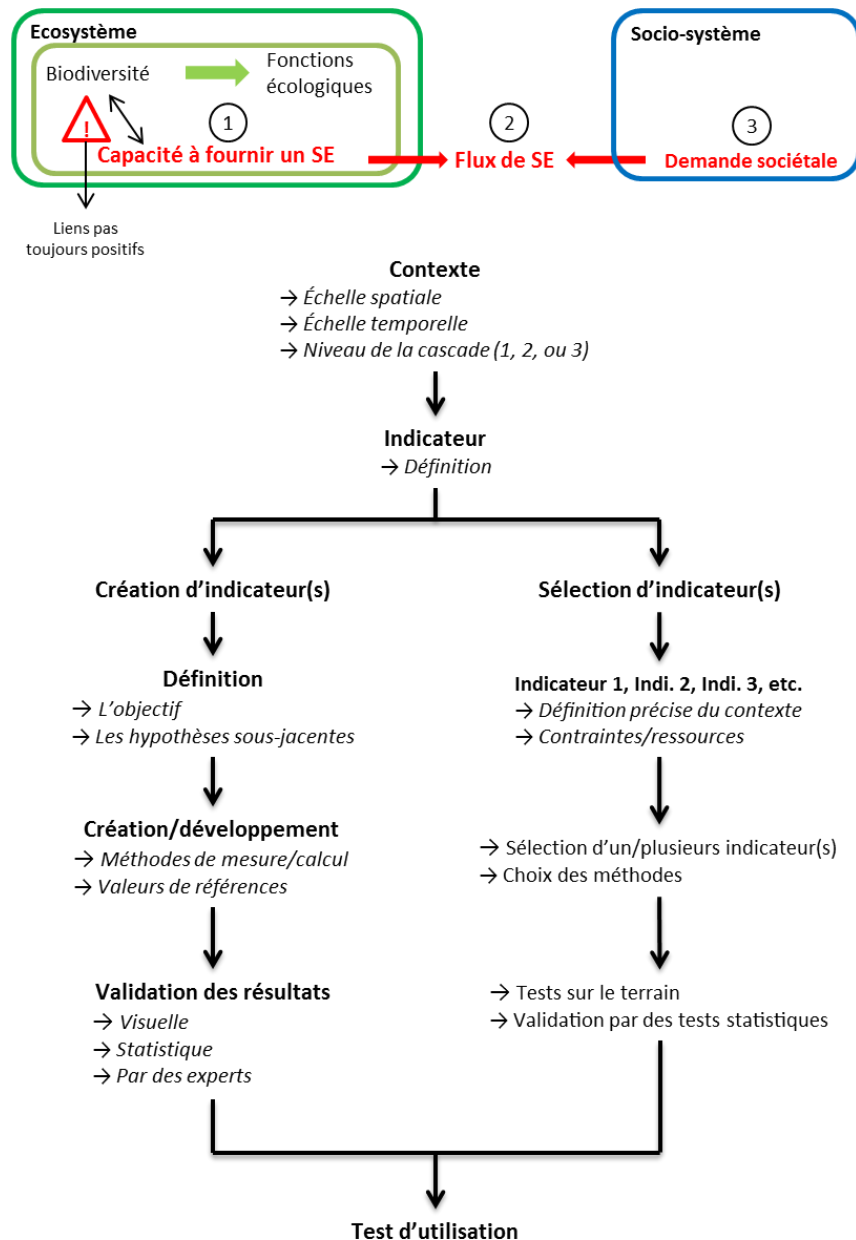 Ecosystème
Socio-système
Biodiversité
Fonctions
écologiques
!
1
2
3
Capacité à fournir un SE
Flux de SE
Demande sociétale
Liens pas
toujours positifs
Contexte
→ Échelle spatiale
→ Échelle temporelle
→ Niveau de la cascade (1, 2, ou 3)
Indicateur
→ Définition
Création d'indicateur(s)
Sélection d'indicateur(s)
Définition
→ L'objectif
→ Les hypothèses sous-jacentes
Indicateur 1, Indi. 2, Indi. 3, etc.
→ Définition précise du contexte
→ Contraintes/ressources
Création/développement
→ Méthodes de mesure/calcul
→ Valeurs de références
→ Sélection d'un/plusieurs indicateur(s)
→ Choix des méthodes
Validation des résultats
→ Visuelle
→ Statistique
→ Par des experts
→ Tests sur le terrain
→ Validation par des tests statistiques
Test d'utilisation